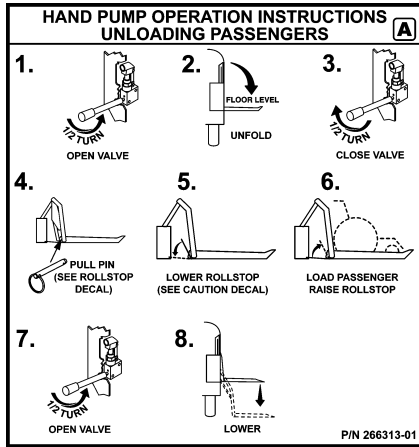 HAND PUMP OPERATION INSTRUCTIONS
UNLOADING PASSENGERS
A
1.
1/2 TURN
OPEN VALVE
2.
FLOOR LEVEL
UNFOLD
3.
1/2 TURN
CLOSE VALVE
4.
PULL PIN
(SEE ROLLSTOP
DECAL)
5.
LOWER ROLLSTOP
(SEE CAUTION DECAL)
6.
LOAD PASSENGER
RAISE ROLLSTOP
7.
1/2 TURN
OPEN VALVE
8.
LOWER
P/N 266313-01